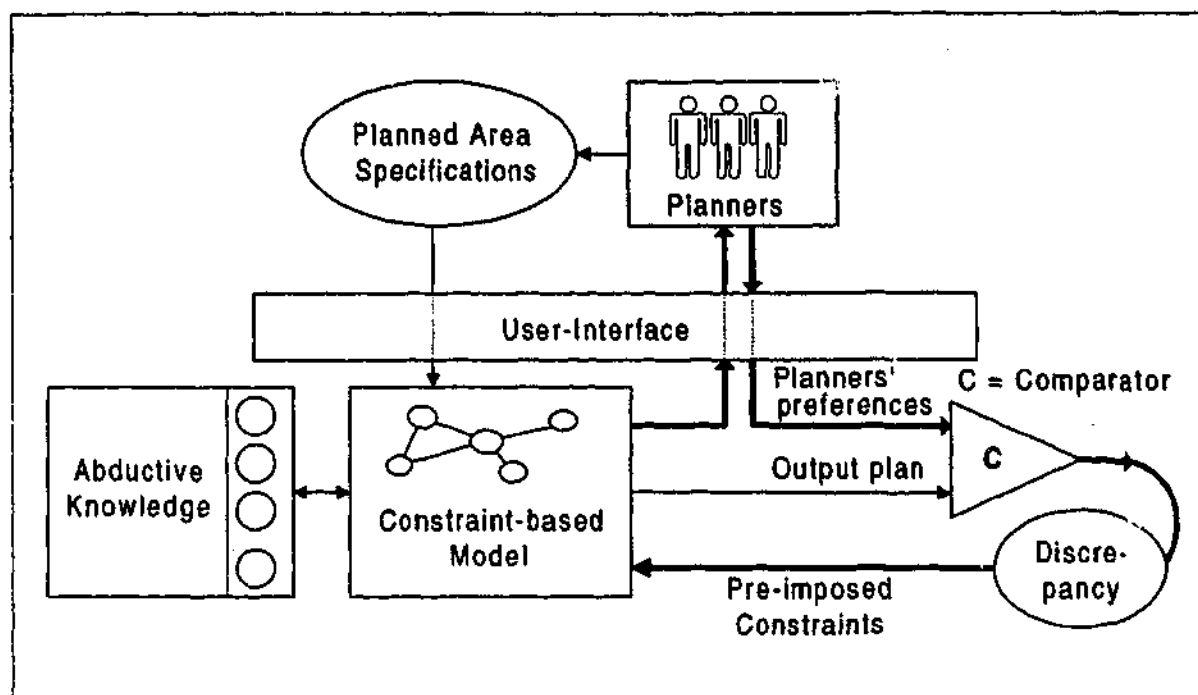 Planned Area
Specifications
Planners
User-Interface
Planners'
preferences
C = Comparator
Abductive
Knowledge
Constraint-based
Model
Output plan
C
Discre-
pancy
Pre-imposed
Constraints